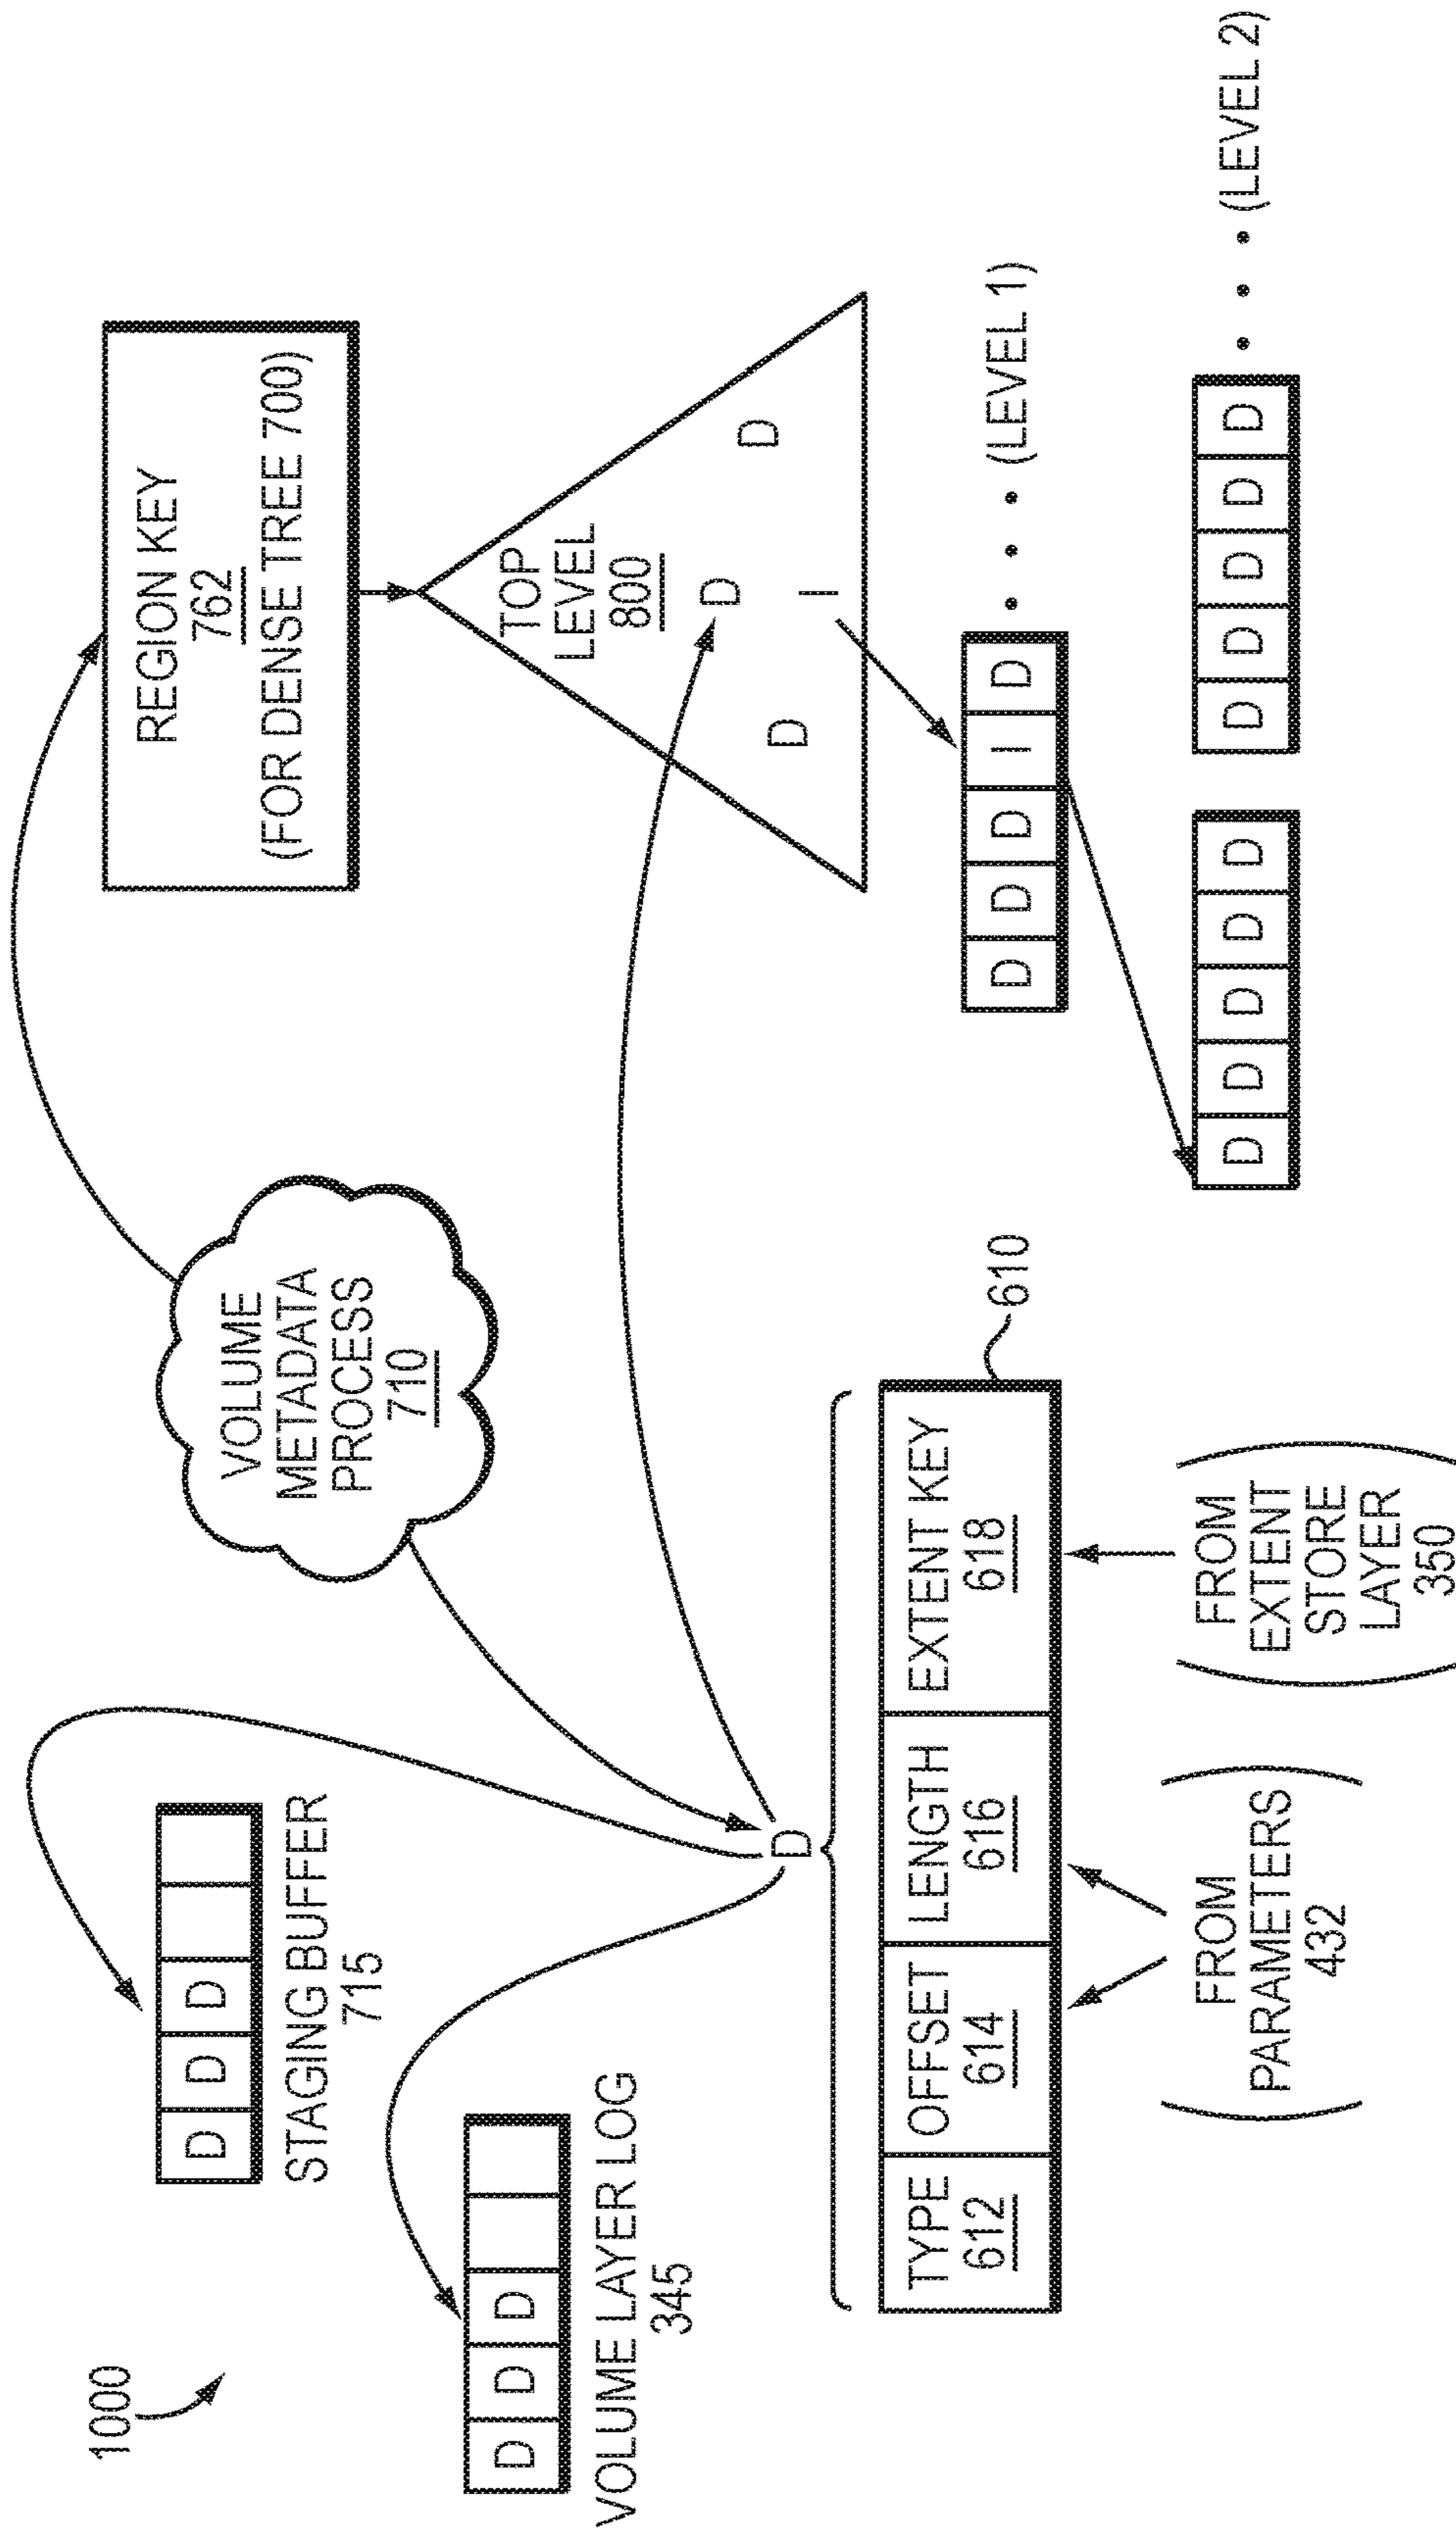 1000
D D D
STAGING BUFFER
715
D D D
VOLUME LAYER LOG
345
VOLUME
METADATA
PROCESS
710
REGION KEY
762
(FOR DENSE TREE 700)
TOP
LEVEL
800
D D D
I
D
TYPE
612
OFFSET
614
LENGTH
616
EXTENT KEY
618
610
FROM
PARAMETERS
432
FROM
EXTENT
STORE
LAYER
350
D D D I D • • • (LEVEL 1)
D D D D D D D D D D • • • (LEVEL 2)